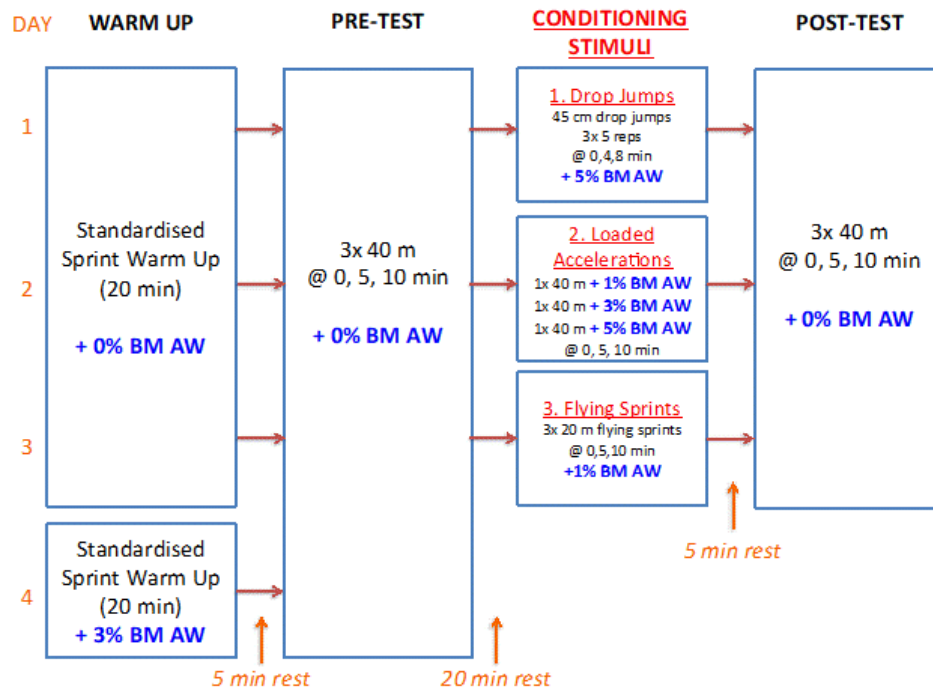 DAY
WARM UP
PRE-TEST
CONDITIONING
STIMULI
POST-TEST
1
2
3
4
Standardised
Sprint Warm Up
(20 min)
+ 0% BM AW
Standardised
Sprint Warm Up
(20 min)
+ 3% BM AW
5 min rest
3x 40 m
@ 0, 5, 10 min
+ 0% BM AW
20 min rest
1. Drop Jumps
45 cm drop jumps
3x 5 reps
@ 0,4,8 min
+ 5% BM AW
2. Loaded
Accelerations
1x 40 m + 1% BM AW
1x 40 m + 3% BM AW
1x 40 m + 5% BM AW
@ 0, 5, 10 min
3. Flying Sprints
3x 20 m flying sprints
@ 0,5,10 min
+1% BM AW
5 min rest
3x 40 m
@ 0, 5, 10 min
+ 0% BM AW